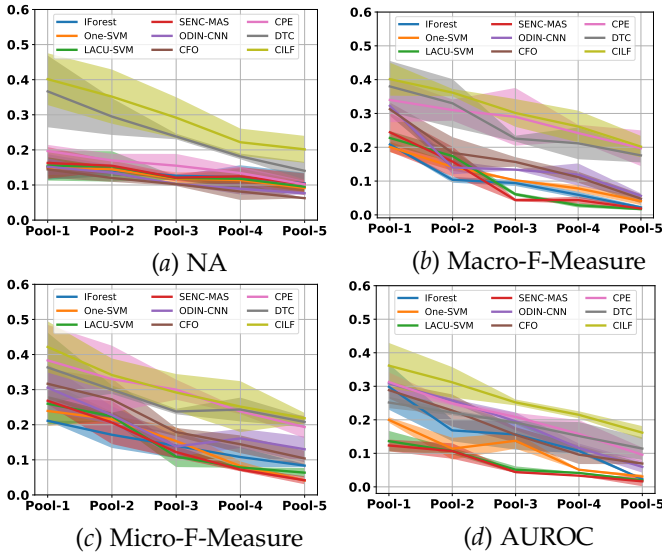 0.6
0.5
0.4
0.3
0.2
0.1
0.0
IForest SENC-MAS CPE
One-SVM ODIN-CNN DTC
LACU-SVM CFO CILF
Pool-1 Pool-2 Pool-3 Pool-4 Pool-5
(a) NA
0.6
0.5
0.4
0.3
0.2
0.1
0.0
IForest SENC-MAS CPE
One-SVM ODIN-CNN DTC
LACU-SVM CFO CILF
Pool-1 Pool-2 Pool-3 Pool-4 Pool-5
(b) Macro-F-Measure
0.6
0.5
0.4
0.3
0.2
0.1
0.0
IForest SENC-MAS CPE
One-SVM ODIN-CNN DTC
LACU-SVM CFO CILF
Pool-1 Pool-2 Pool-3 Pool-4 Pool-5
(c) Micro-F-Measure
0.6
0.5
0.4
0.3
0.2
0.1
0.0
IForest SENC-MAS CPE
One-SVM ODIN-CNN DTC
LACU-SVM CFO CILF
Pool-1 Pool-2 Pool-3 Pool-4 Pool-5
(d) AUROC